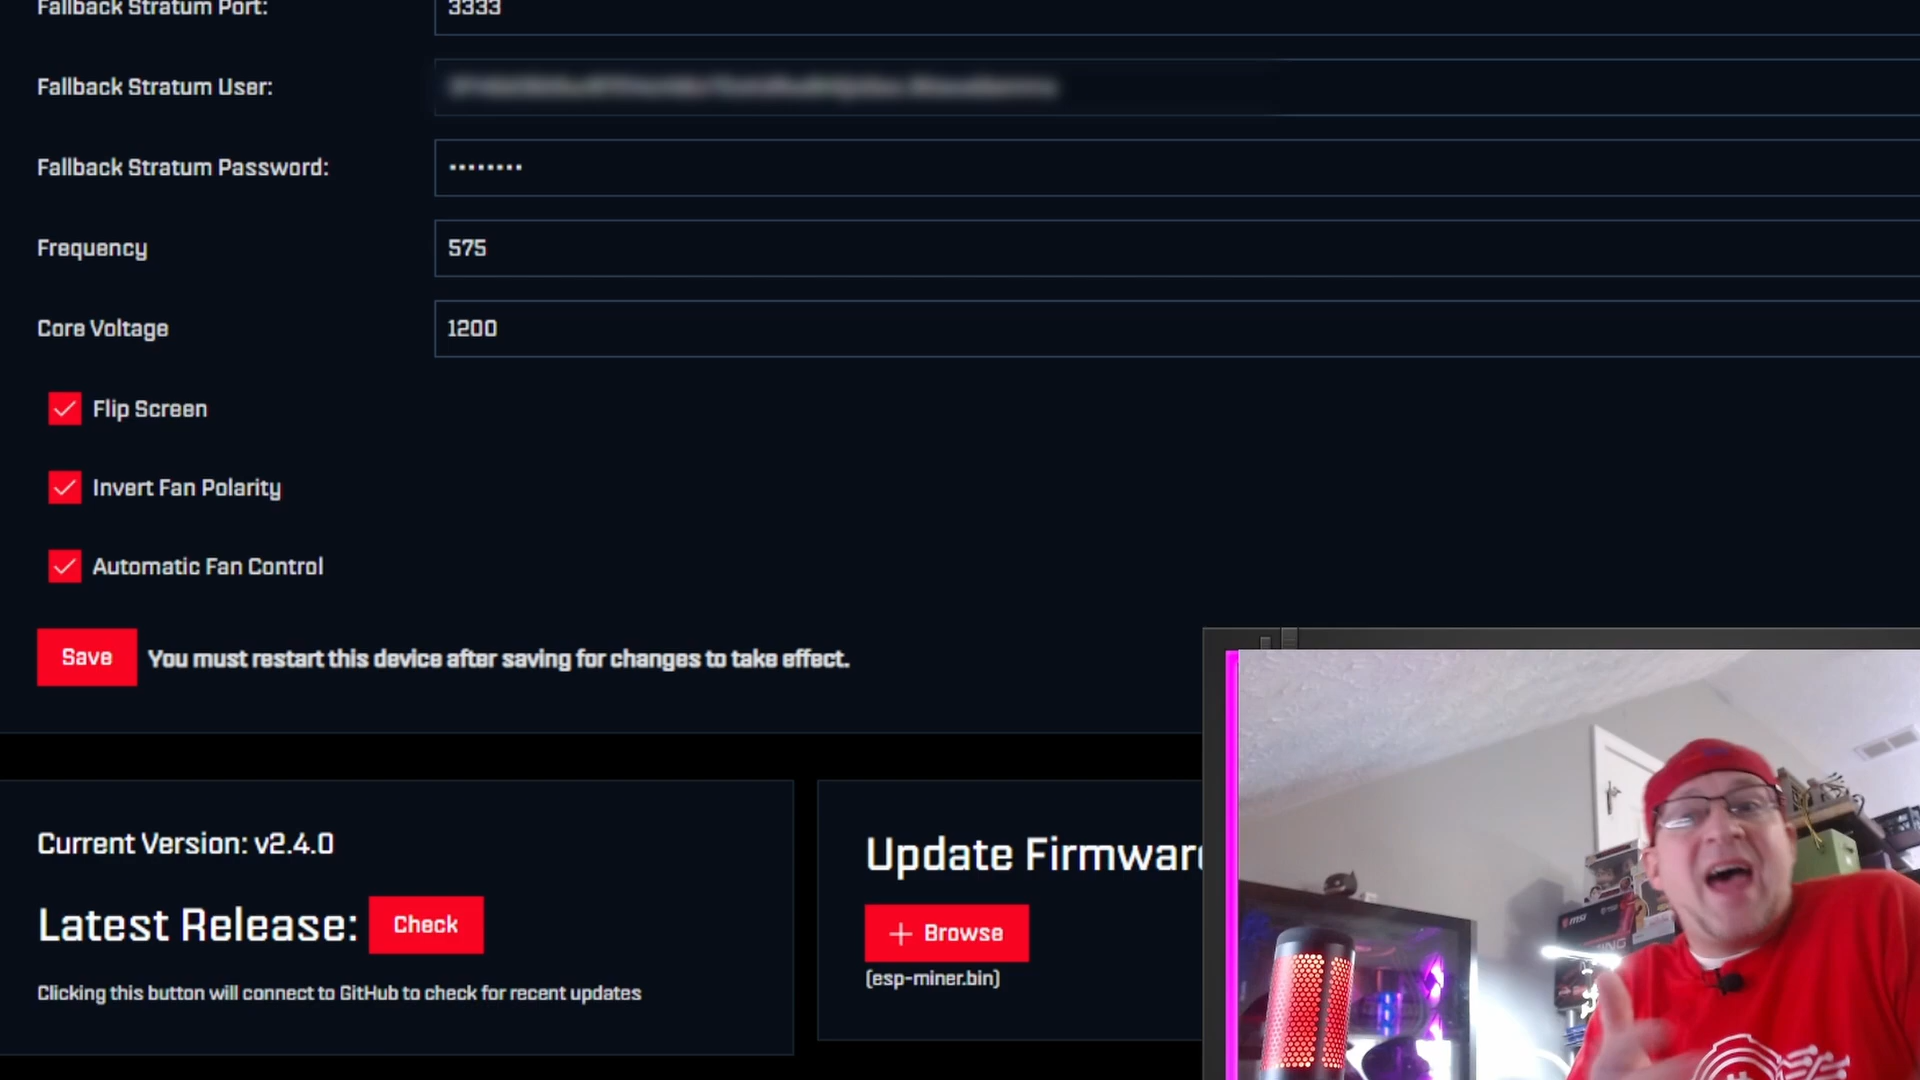 Fallback Stratum Port: 3333
Fallback Stratum User:
Fallback Stratum Password: ••••••••
Frequency 575
Core Voltage 1200
Flip Screen
Invert Fan Polarity
Automatic Fan Control
Save You must restart this device after saving for changes to take effect.
Current Version: v2.4.0
Latest Release: Check
Clicking this button will connect to GitHub to check for recent updates
Update Firmware
+ Browse
(esp-miner.bin)
msi